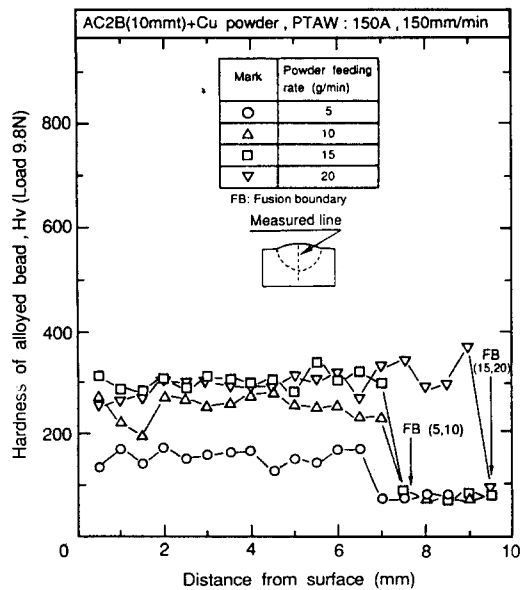 AC2B(10mmt)+Cu powder , PTAW : 150A , 150mm/min
Mark
Powder feeding
rate (g/min)
5
10
15
20
FB: Fusion boundary
Measured line
800
600
400
200
0
FB
(15,20)
FB (5,10)
0 2 4 6 8 10
Hardness of alloyed bead , Hv (Load 9.8N)
Distance from surface (mm)